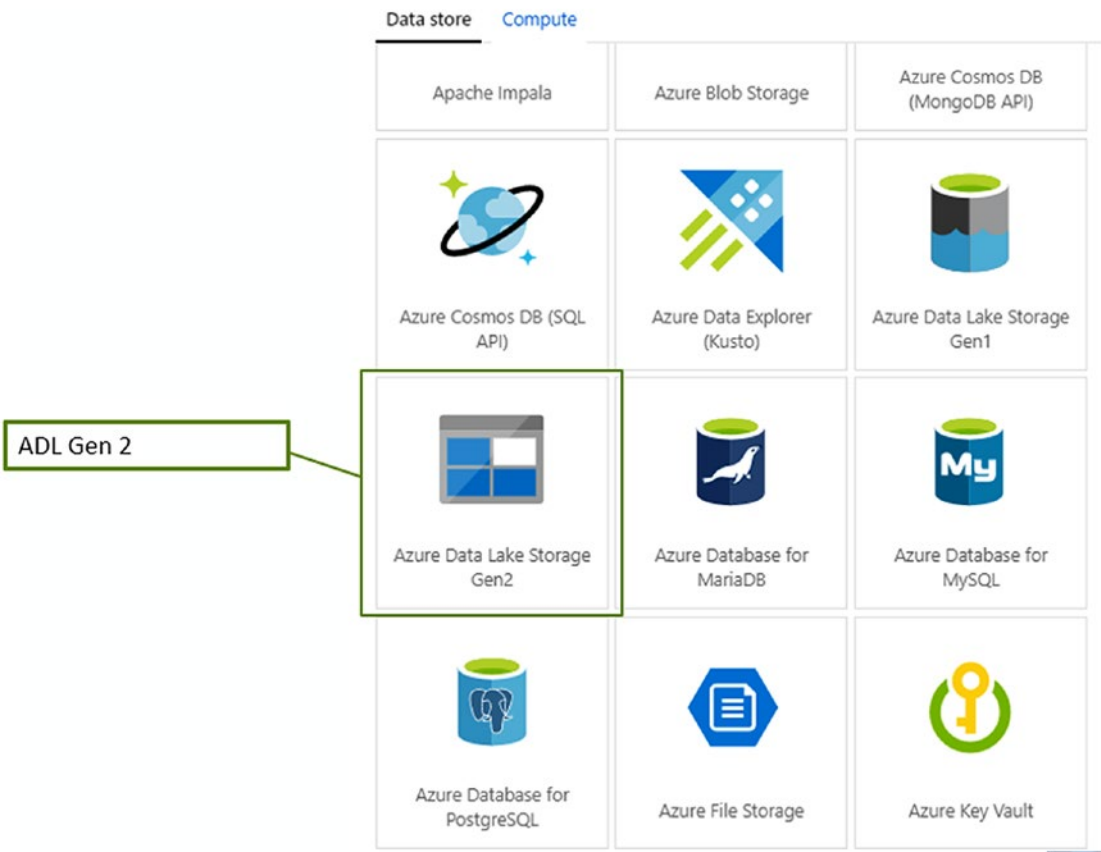 Data store Compute
Apache Impala
Azure Blob Storage
Azure Cosmos DB
(MongoDB API)
Azure Cosmos DB (SQL
API)
Azure Data Explorer
(Kusto)
Azure Data Lake Storage
Gen1
ADL Gen 2
Azure Data Lake Storage
Gen2
Azure Database for
MariaDB
My
Azure Database for
MySQL
Azure Database for
PostgreSQL
Azure File Storage
Azure Key Vault